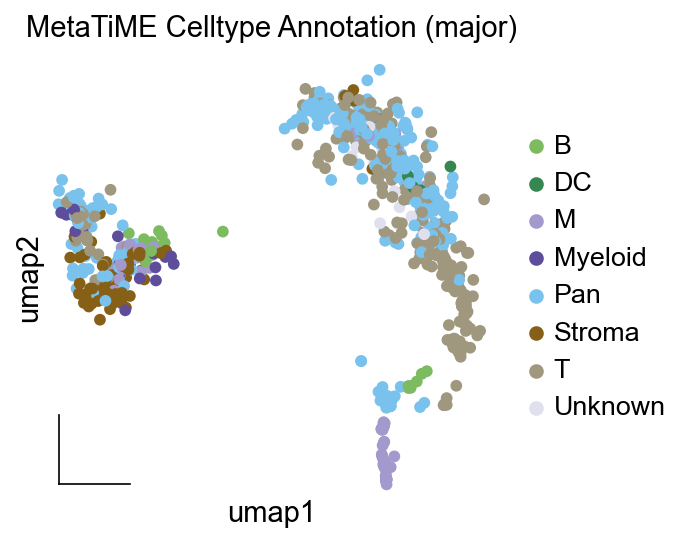 MetaTiME Celltype Annotation (major)
B
DC
M
Myeloid
Pan
Stroma
T
Unknown
umap2
umap1